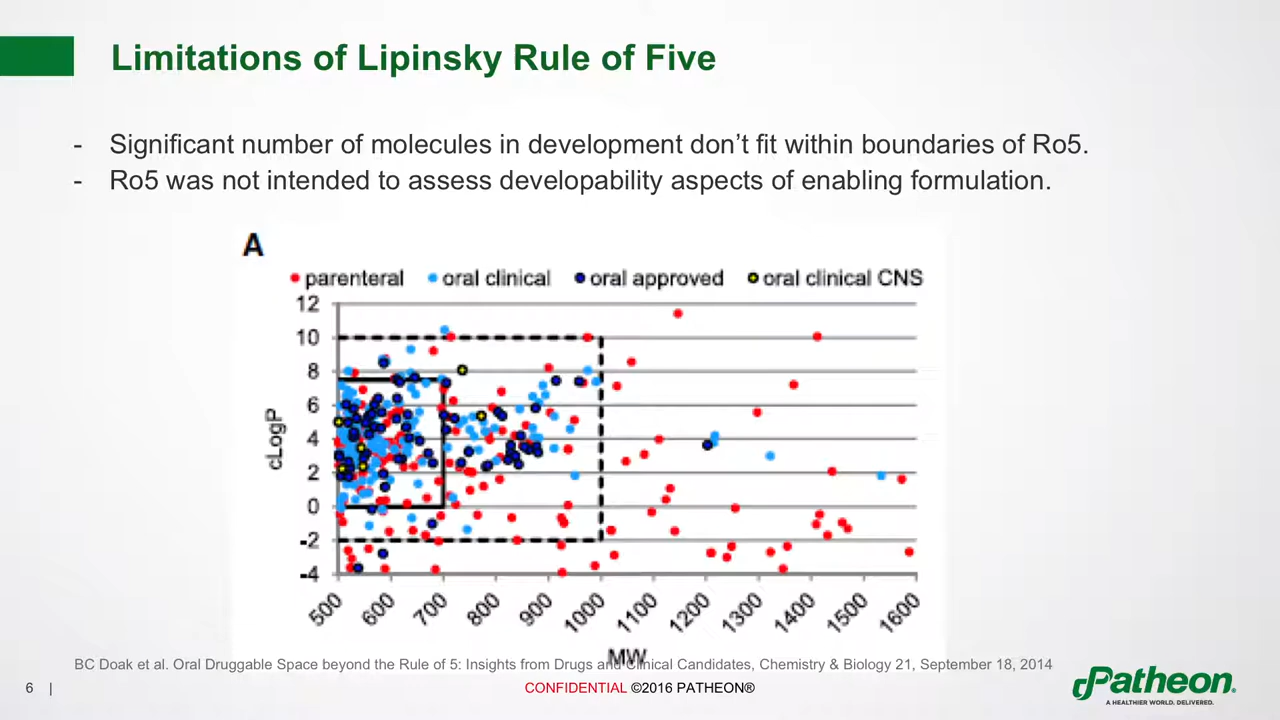 Limitations of Lipinsky Rule of Five
- Significant number of molecules in development don’t fit within boundaries of Ro5.
- Ro5 was not intended to assess developability aspects of enabling formulation.
A
parenteral oral clinical oral approved oral clinical CNS
12
10
8
6
4
2
0
-2
-4
cLogP
500 600 700 800 900 1000 1100 1200 1300 1400 1500 1600
MW
BC Doak et al. Oral Druggable Space beyond the Rule of 5: Insights from Drugs and Clinical Candidates, Chemistry & Biology 21, September 18, 2014
6 | CONFIDENTIAL ©2016 PATHEON®
Patheon®
A HEALTHIER WORLD. DELIVERED.